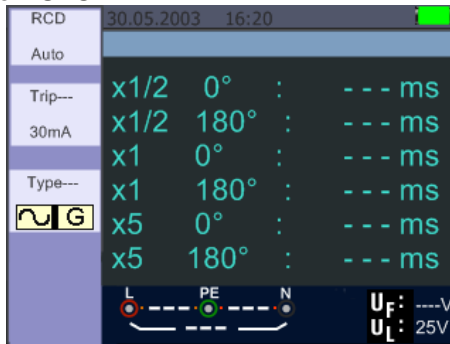 RCD
30.05.2003 16:20
Auto
Trip---
30mA
Type---
G
x1/2 0° : --- ms
x1/2 180° : --- ms
x1 0° : --- ms
x1 180° : --- ms
x5 0° : --- ms
x5 180° : --- ms
L PE N
UF: ----V
UL: 25V